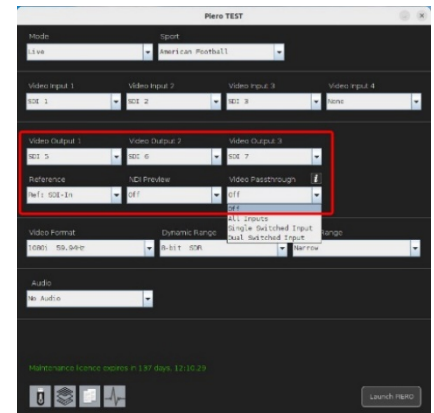 Piero TEST
Mode Sport
Live American Football
Video Input 1 Video Input 2 Video Input 3 Video Input 4
SDI 1 SDI 2 SDI 3 None
Video Output 1 Video Output 2 Video Output 3
SDI 5 SDI 6 SDI 7
Reference NDI Preview Video Passthrough i
Ref: SDI-In Off Off
Off
All Inputs
Single Switched Input
Dual Switched Input
Video Format Dynamic Range Range
1080i 59.94Hz 8-bit SDR Narrow
Audio
No Audio
Maintenance licence expires in 137 days, 12:10:29
Launch PIERO